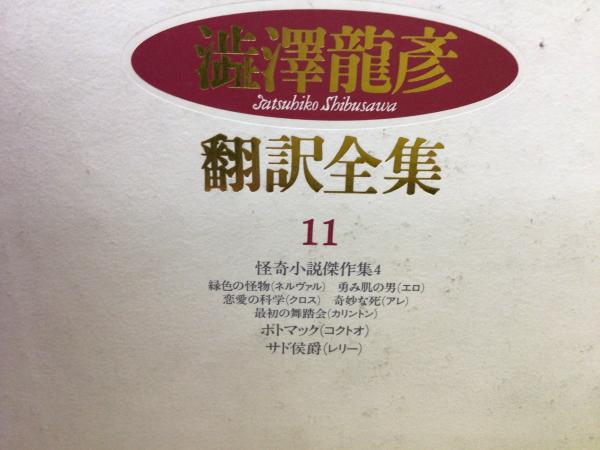 澁澤龍彥
Tatsuhiko Shibusawa
翻訳全集
11
怪奇小説傑作集4
緑色の怪物(ネルヴァル) 勇み肌の男(エロ)
恋愛の科学(クロス) 奇妙な死(アレ)
最初の舞踏会(カリントン)
ポトマック(コクトオ)
サド侯爵(レリー)